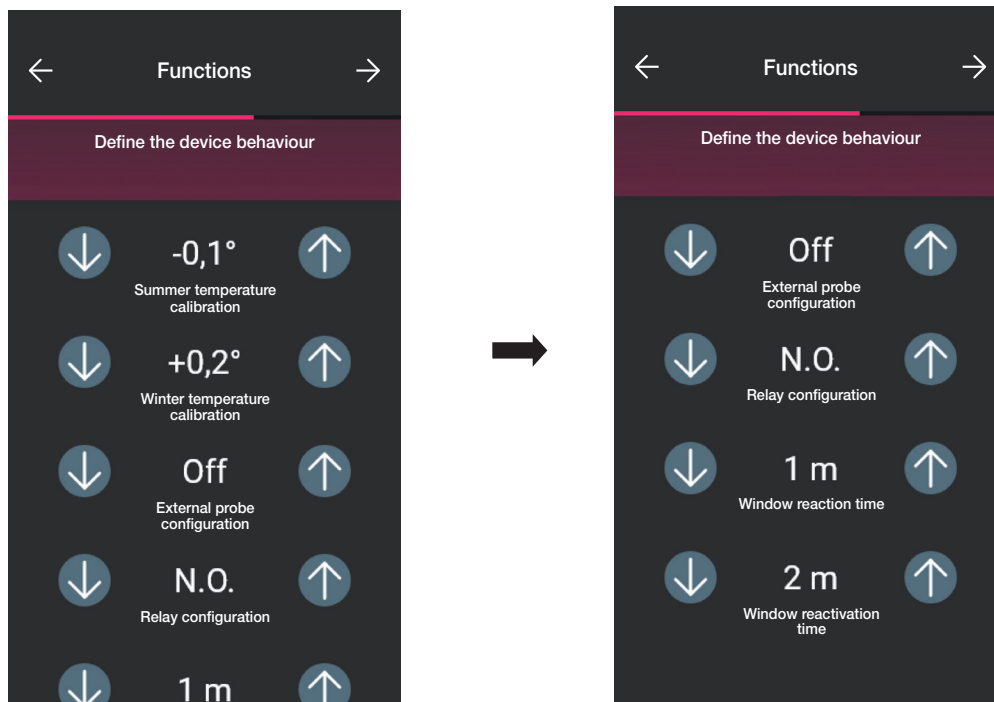 Functions
Define the device behaviour
-0,1°
Summer temperature
calibration
+0,2°
Winter temperature
calibration
Off
External probe
configuration
N.O.
Relay configuration
1 m
Functions
Define the device behaviour
Off
External probe
configuration
N.O.
Relay configuration
1 m
Window reaction time
2 m
Window reactivation
time